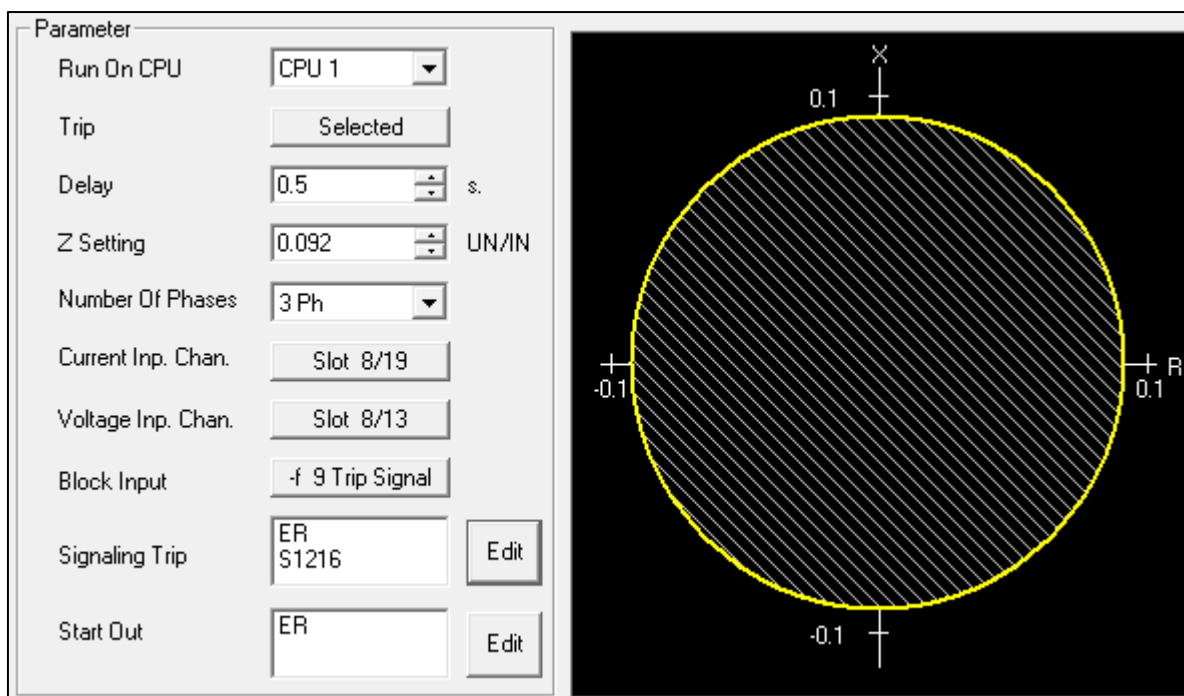 Parameter
Run On CPU CPU 1
Trip Selected
Delay 0.5 s.
Z Setting 0.092 UN/IN
Number Of Phases 3 Ph
Current Inp. Chan. Slot 8/19
Voltage Inp. Chan. Slot 8/13
Block Input -f 9 Trip Signal
Signaling Trip ER
S1216
Edit
Start Out ER
Edit
X
0.1
-0.1
0.1
R
-0.1